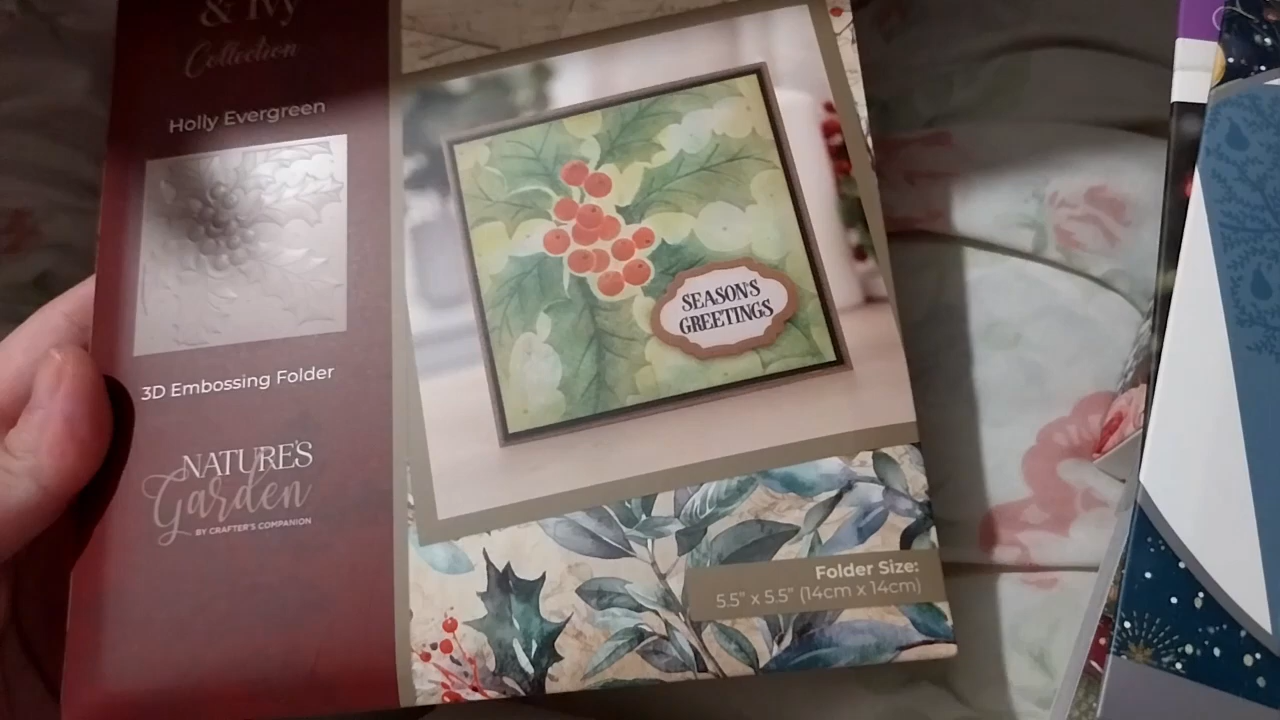 & Ivy
Collection
Holly Evergreen
3D Embossing Folder
NATURE'S
Garden
BY CRAFTER'S COMPANION
SEASON'S
GREETINGS
Folder Size:
5.5" x 5.5" (14cm x 14cm)